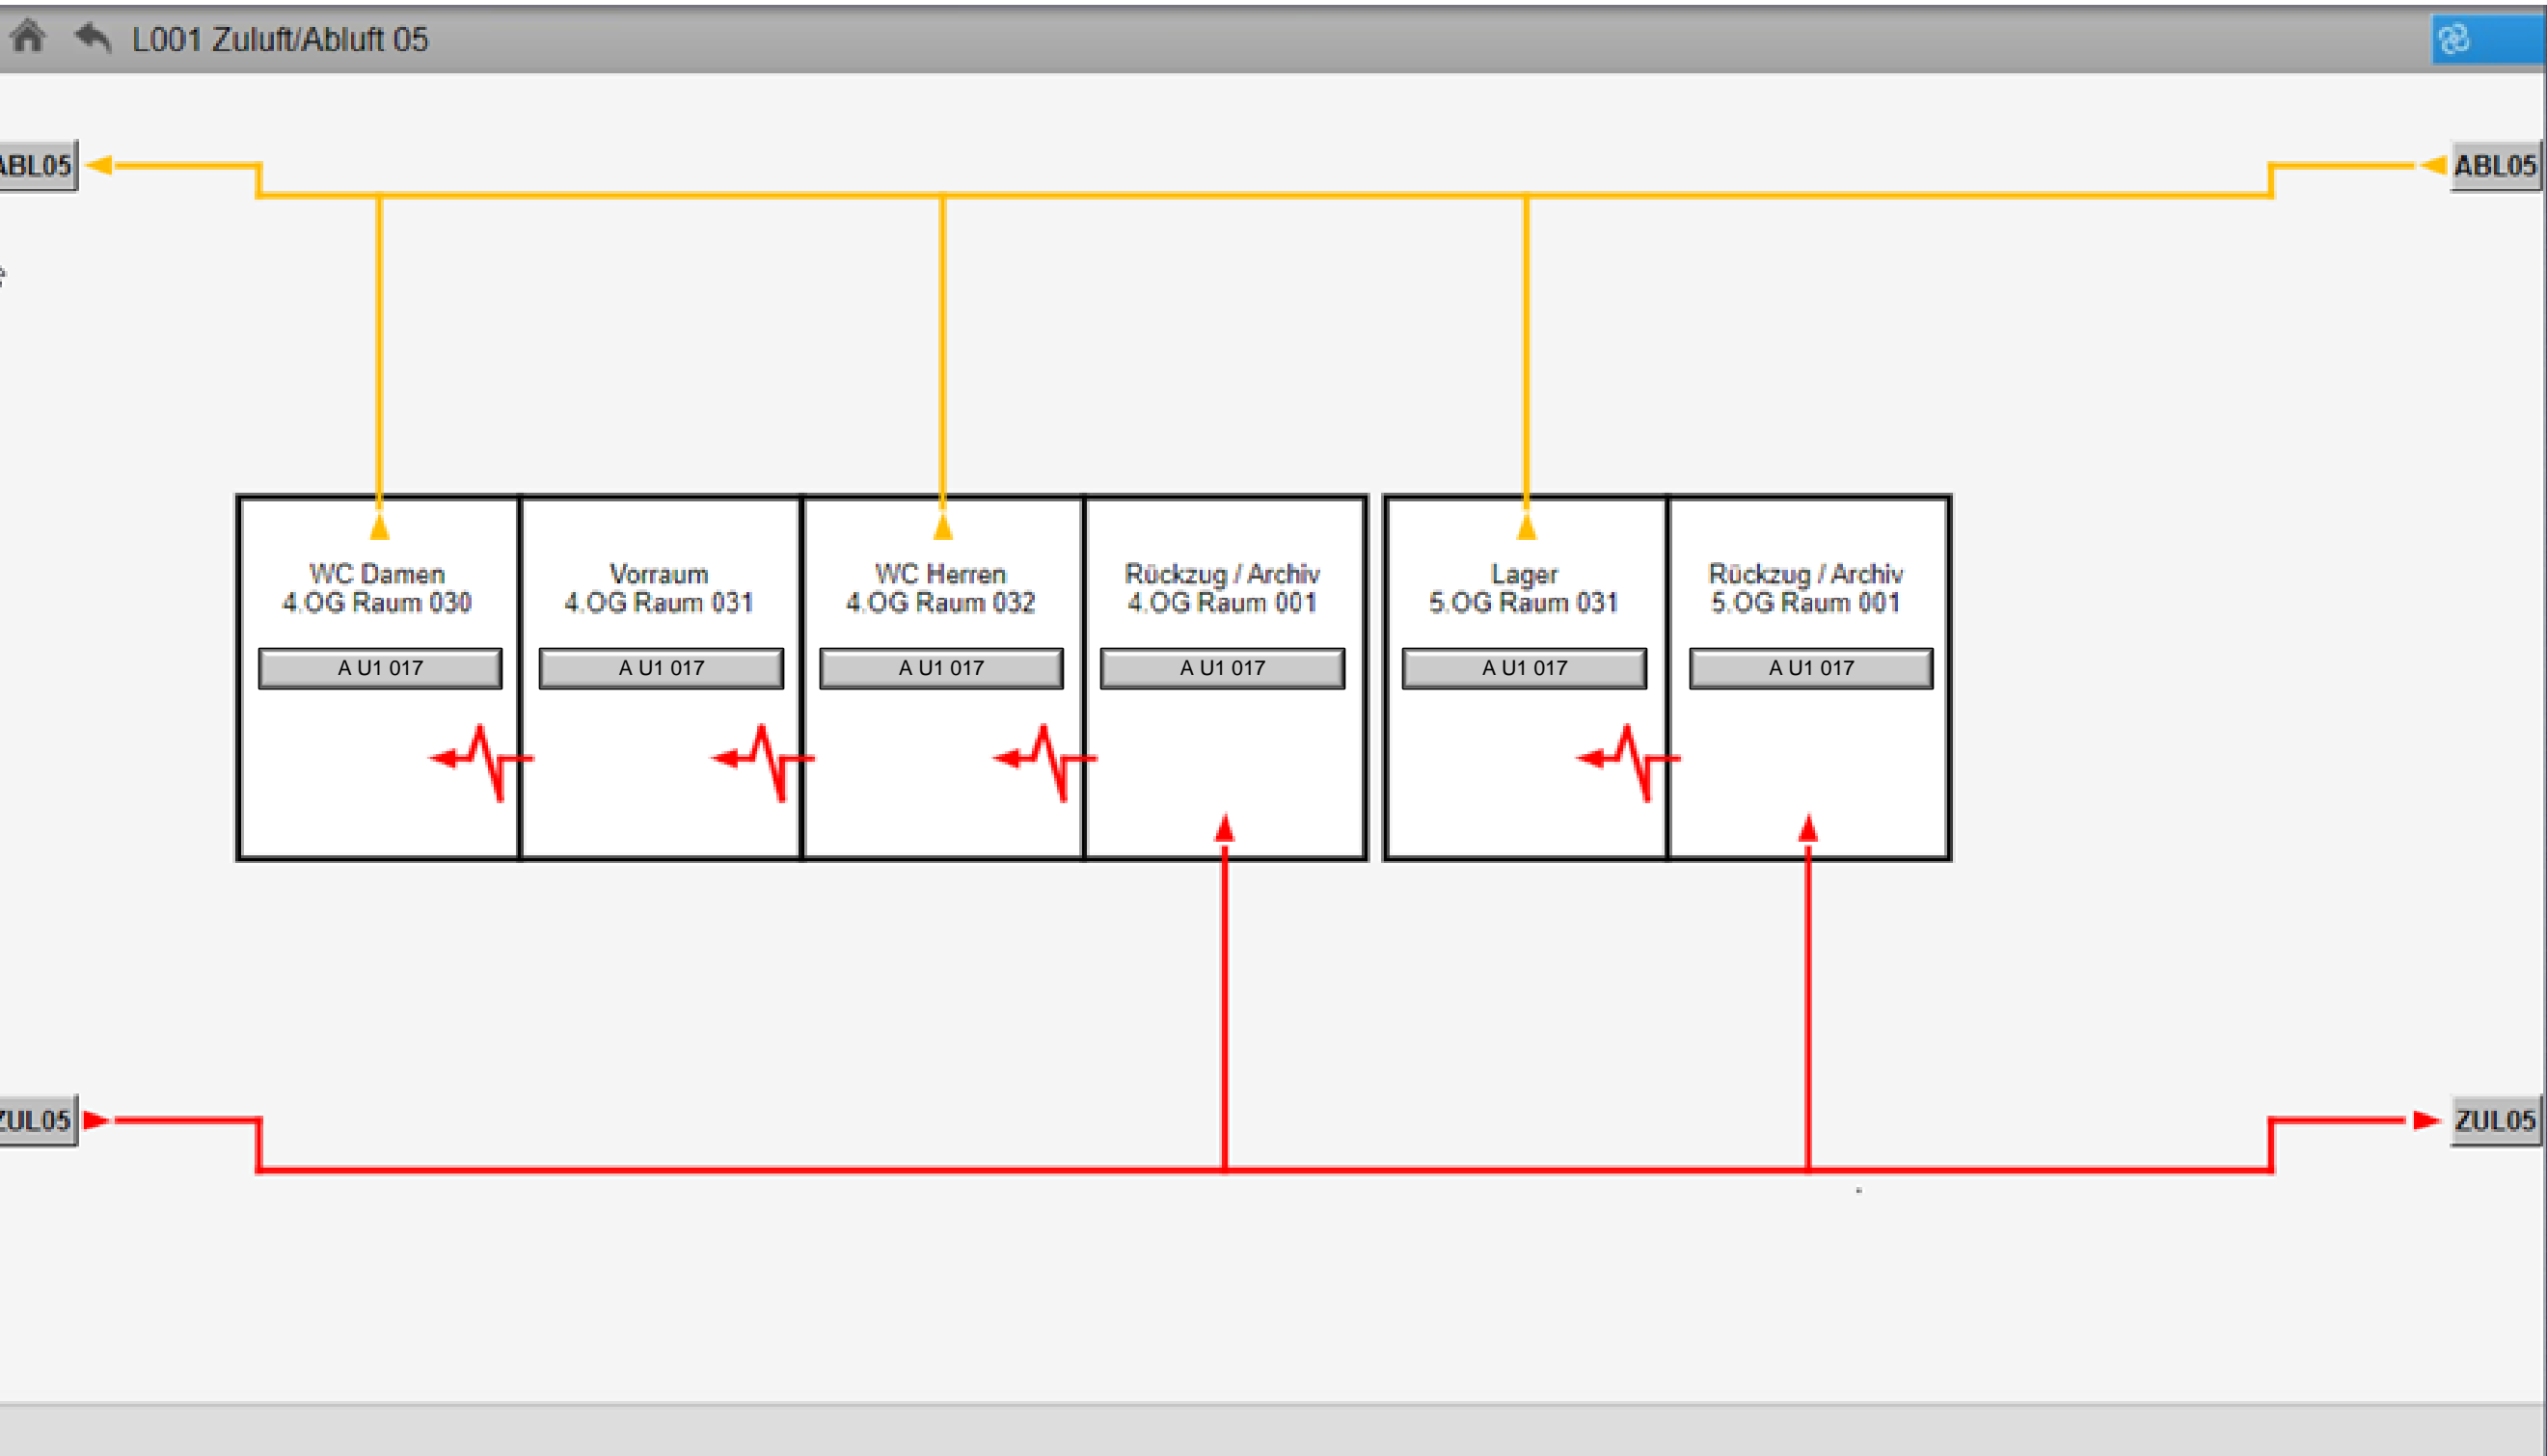 L001 Zuluft/Abluft 05
ABL05
ABL05
WC Damen
4.OG Raum 030
A U1 017
Vorraum
4.OG Raum 031
A U1 017
WC Herren
4.OG Raum 032
A U1 017
Rückzug / Archiv
4.OG Raum 001
A U1 017
Lager
5.OG Raum 031
A U1 017
Rückzug / Archiv
5.OG Raum 001
A U1 017
ZUL05
ZUL05